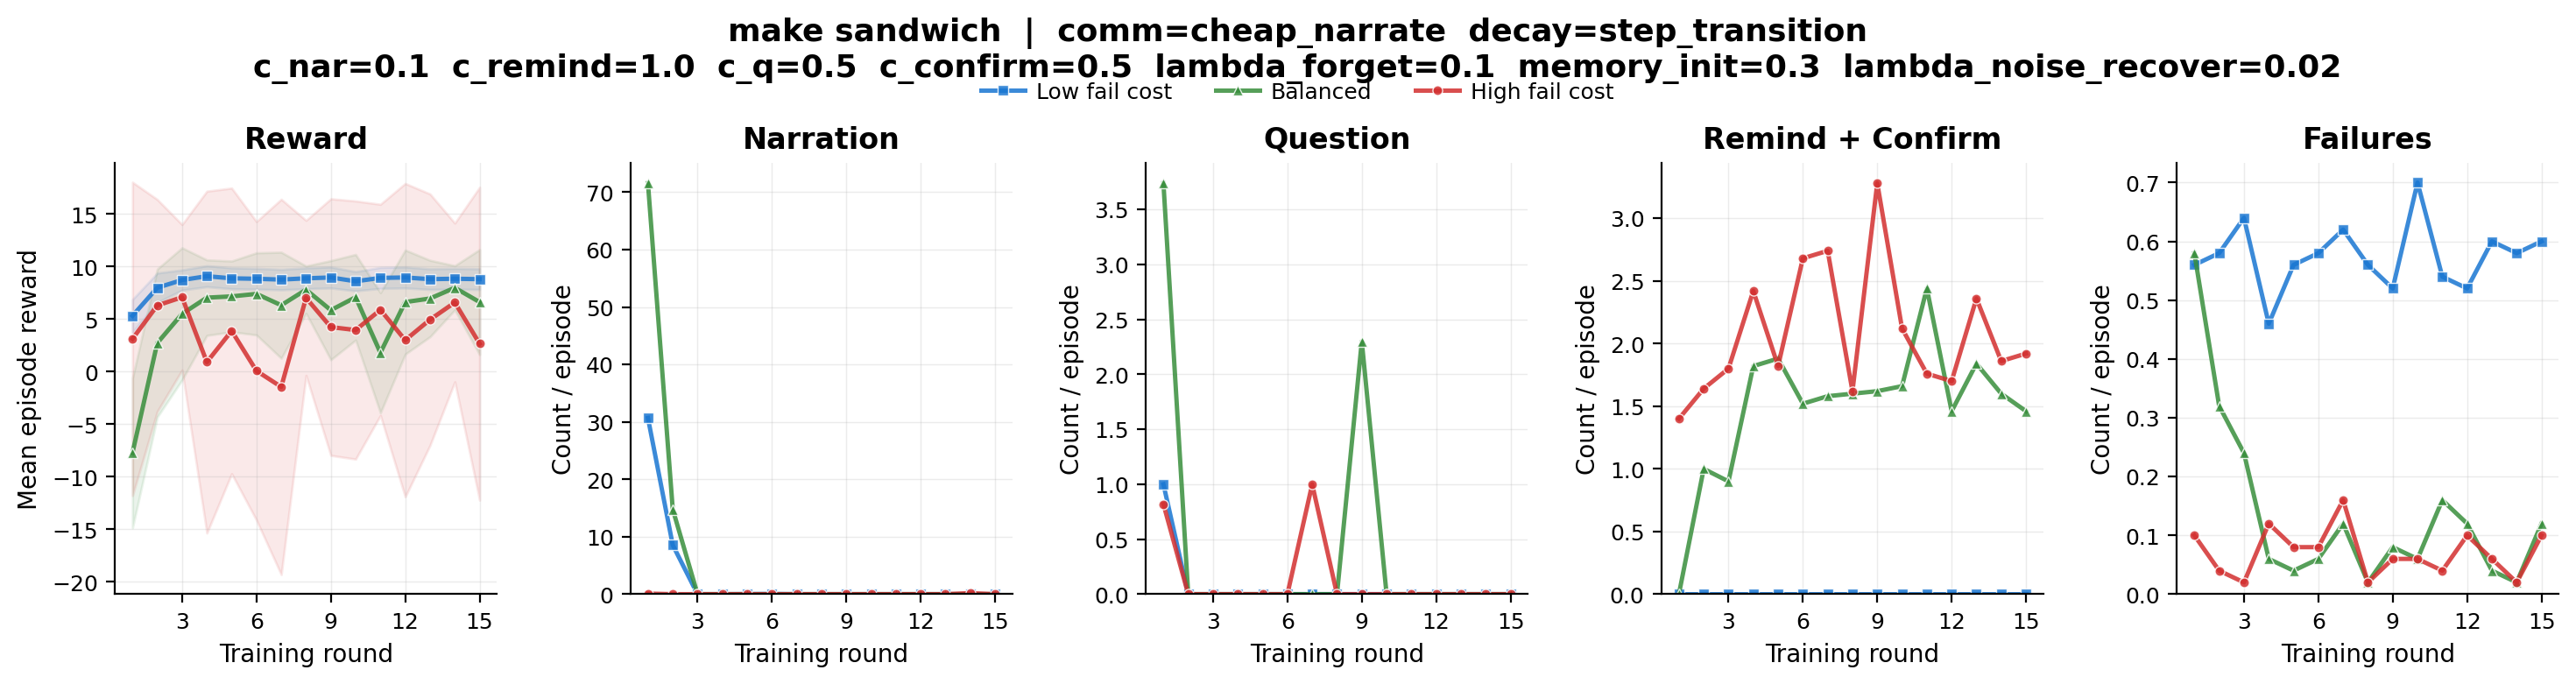 make sandwich | comm=cheap_narrate decay=step_transition
c_nar=0.1 c_remind=1.0 c_q=0.5 c_confirm=0.5 lambda_forget=0.1 memory_init=0.3 lambda_noise_recover=0.02
Low fail cost Balanced High fail cost
Reward
Mean episode reward
15
10
5
0
−5
−10
−15
−20
3 6 9 12 15
Training round
Narration
Count / episode
70
60
50
40
30
20
10
0
3 6 9 12 15
Training round
Question
Count / episode
3.5
3.0
2.5
2.0
1.5
1.0
0.5
0.0
3 6 9 12 15
Training round
Remind + Confirm
Count / episode
3.0
2.5
2.0
1.5
1.0
0.5
0.0
3 6 9 12 15
Training round
Failures
Count / episode
0.7
0.6
0.5
0.4
0.3
0.2
0.1
0.0
3 6 9 12 15
Training round